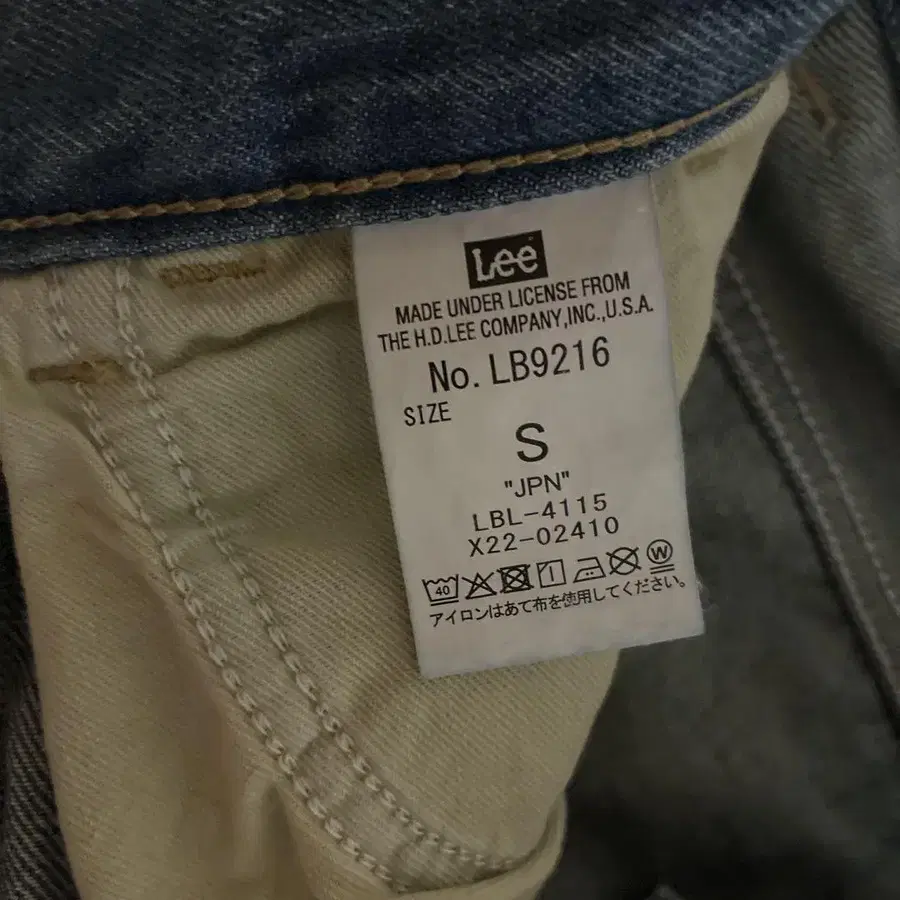 Lee
MADE UNDER LICENSE FROM
THE H.D.LEE COMPANY,INC.,U.S.A.
No. LB9216
SIZE
S
"JPN"
LBL-4115
X22-02410
40 W
アイロンはあて布を使用してください。